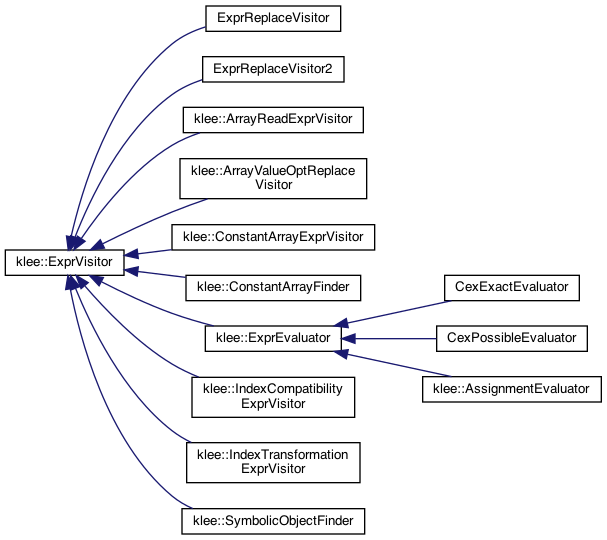 ExprReplaceVisitor
ExprReplaceVisitor2
klee::ArrayReadExprVisitor
klee::ArrayValueOptReplace
Visitor
klee::ConstantArrayExprVisitor
klee::ExprVisitor
klee::ConstantArrayFinder
CexExactEvaluator
klee::ExprEvaluator
CexPossibleEvaluator
klee::AssignmentEvaluator
klee::IndexCompatibility
ExprVisitor
klee::IndexTransformation
ExprVisitor
klee::SymbolicObjectFinder